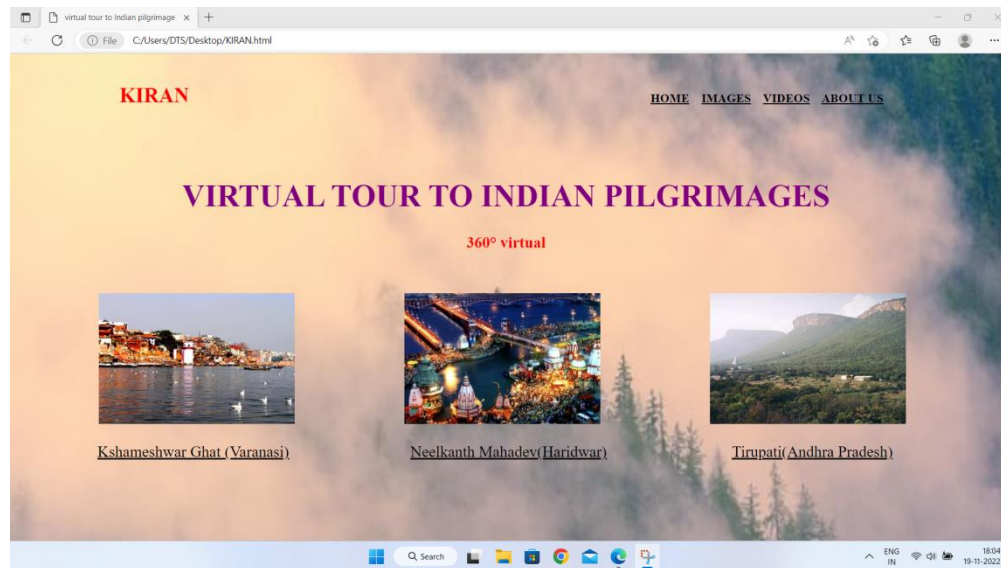 virtual tour to Indian pilgrimage
File C:/Users/DTS/Desktop/KIRAN.html
KIRAN
HOME IMAGES VIDEOS ABOUT US
VIRTUAL TOUR TO INDIAN PILGRIMAGES
360° virtual
Kshameshwar Ghat (Varanasi) Neelkanth Mahadev(Haridwar) Tirupati(Andhra Pradesh)
Search ENG 18:04
IN 19-11-2022